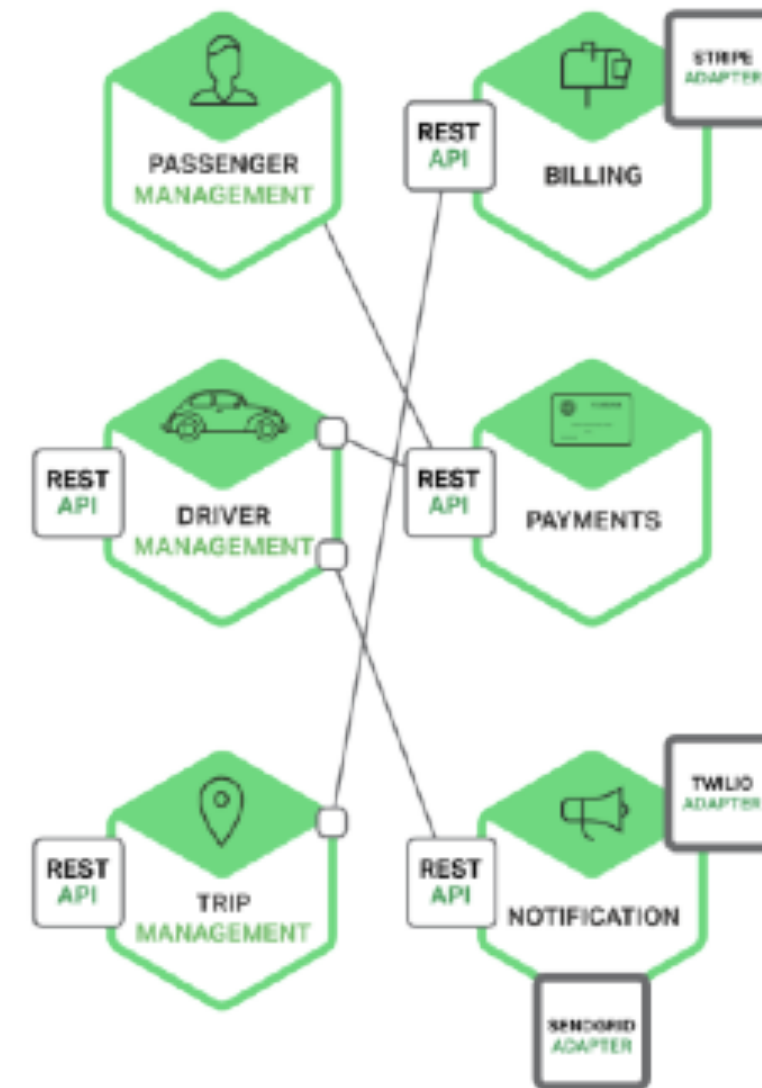 PASSENGER
MANAGEMENT
REST
API
BILLING
STRIPE
ADAPTER
REST
API
DRIVER
MANAGEMENT
REST
API
PAYMENTS
REST
API
TRIP
MANAGEMENT
REST
API
NOTIFICATION
TWILIO
ADAPTER
SENDGRID
ADAPTER